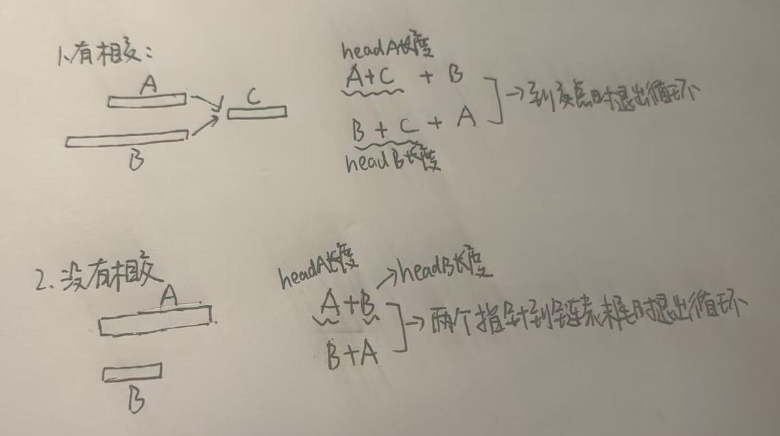 1.有相交：
A
C
B
headA长度
A+C + B
B + C + A
headB长度
→到交点时退出循环
2.没有相交
A
B
headA长度
→headB长度
A+B
B+A
→两个指针到链表末尾时退出循环